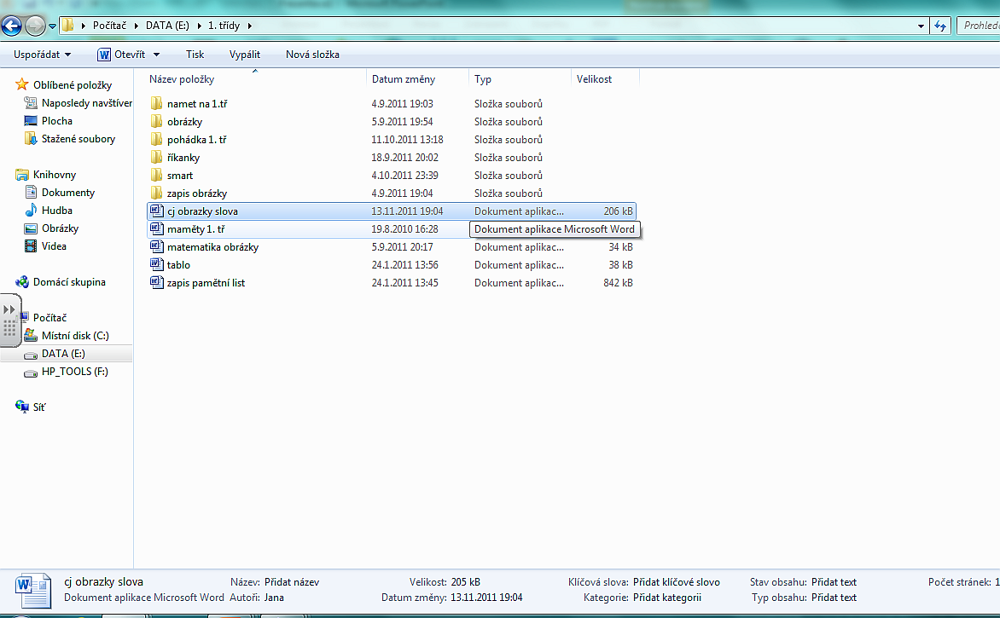 Počítač DATA (E:) 1. třídy Prohled
Uspořádat Otevřít Tisk Vypálit Nová složka
Název položky Datum změny Typ Velikost
Oblíbené položky
Naposledy navštíver
Plocha
Stažené soubory
Knihovny
Dokumenty
Hudba
Obrázky
Videa
Domácí skupina
Počítač
Místní disk (C:)
DATA (E:)
HP_TOOLS (F:)
Síť
namet na 1.tř 4.9.2011 19:03 Složka souborů
obrázky 5.9.2011 19:54 Složka souborů
pohádka 1. tř 11.10.2011 13:18 Složka souborů
říkanky 18.9.2011 20:02 Složka souborů
smart 4.10.2011 23:39 Složka souborů
zapis obrázky 4.9.2011 19:04 Složka souborů
cj obrazky slova 13.11.2011 19:04 Dokument aplikac... 206 kB
maměty 1. tř 19.8.2010 16:28 Dokument aplikace Microsoft Word
matematika obrázky 5.9.2011 20:17 Dokument aplikac... 34 kB
tablo 24.1.2011 13:56 Dokument aplikac... 38 kB
zapis pamětní list 24.1.2011 13:45 Dokument aplikac... 842 kB
cj obrazky slova Název: Přidat název Velikost: 205 kB Klíčová slova: Přidat klíčové slovo Stav obsahu: Přidat text Počet stránek: 1
Dokument aplikace Microsoft Word Autoři: Jana Datum změny: 13.11.2011 19:04 Kategorie: Přidat kategorii Typ obsahu: Přidat text